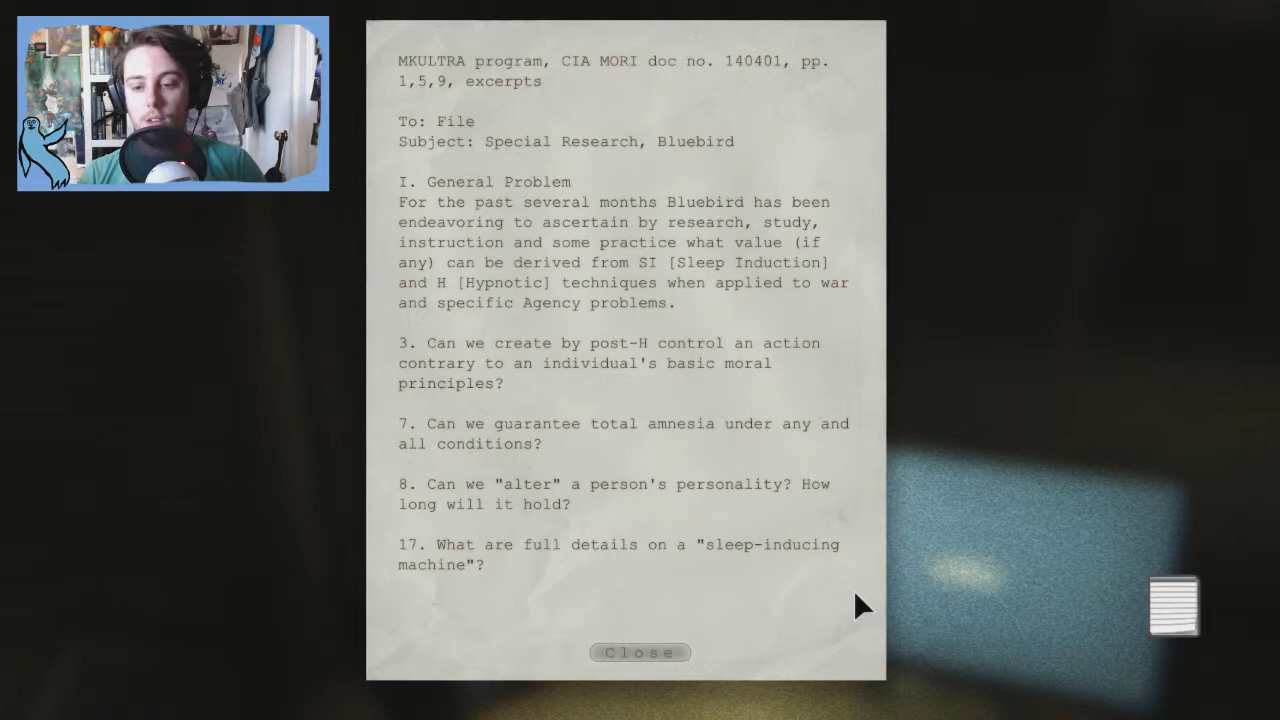 MKULTRA program, CIA MORI doc no. 140401, pp.
1,5,9, excerpts
To: File
Subject: Special Research, Bluebird
I. General Problem
For the past several months Bluebird has been
endeavoring to ascertain by research, study,
instruction and some practice what value (if
any) can be derived from SI [Sleep Induction]
and H [Hypnotic] techniques when applied to war
and specific Agency problems.
3. Can we create by post-H control an action
contrary to an individual's basic moral
principles?
7. Can we guarantee total amnesia under any and
all conditions?
8. Can we "alter" a person's personality? How
long will it hold?
17. What are full details on a "sleep-inducing
machine"?
Close